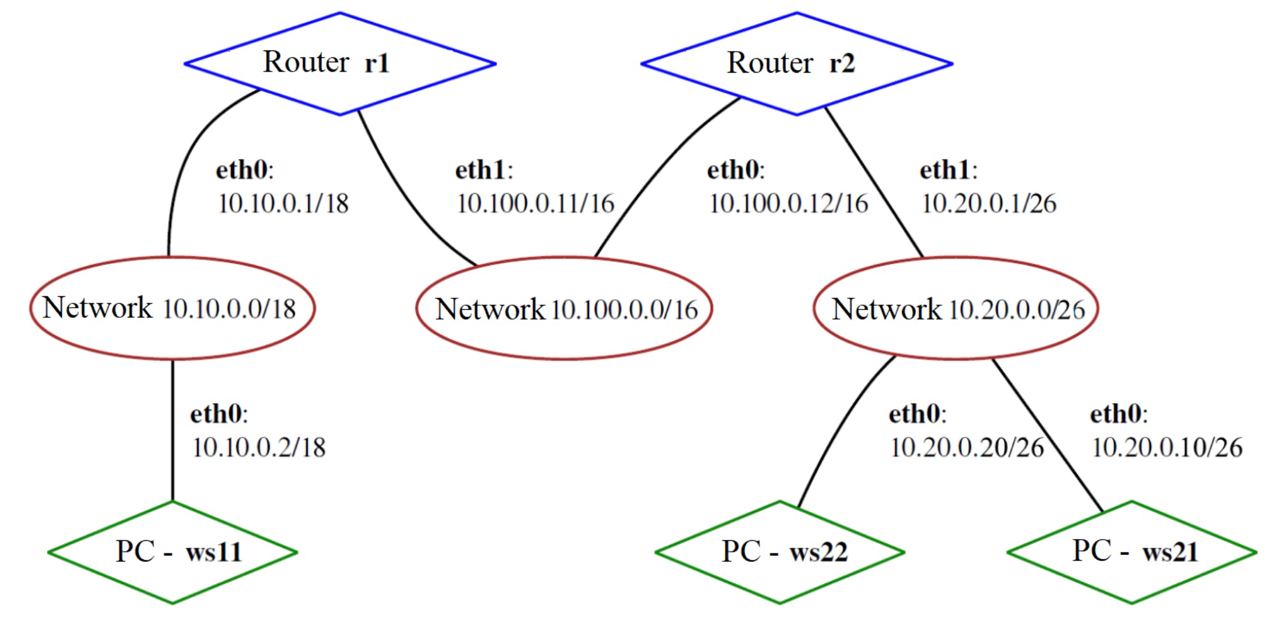 Router r1
Router r2
eth0:
10.10.0.1/18
eth1:
10.100.0.11/16
eth0:
10.100.0.12/16
eth1:
10.20.0.1/26
Network 10.10.0.0/18
Network 10.100.0.0/16
Network 10.20.0.0/26
eth0:
10.10.0.2/18
eth0:
10.20.0.20/26
eth0:
10.20.0.10/26
PC - ws11
PC - ws22
PC - ws21